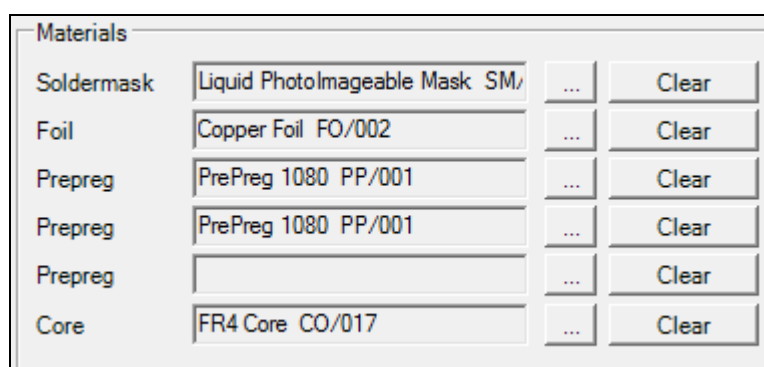 Materials
Soldermask Liquid PhotoImageable Mask SM/ ... Clear
Foil Copper Foil FO/002 ... Clear
Prepreg PrePreg 1080 PP/001 ... Clear
Prepreg PrePreg 1080 PP/001 ... Clear
Prepreg ... Clear
Core FR4 Core CO/017 ... Clear